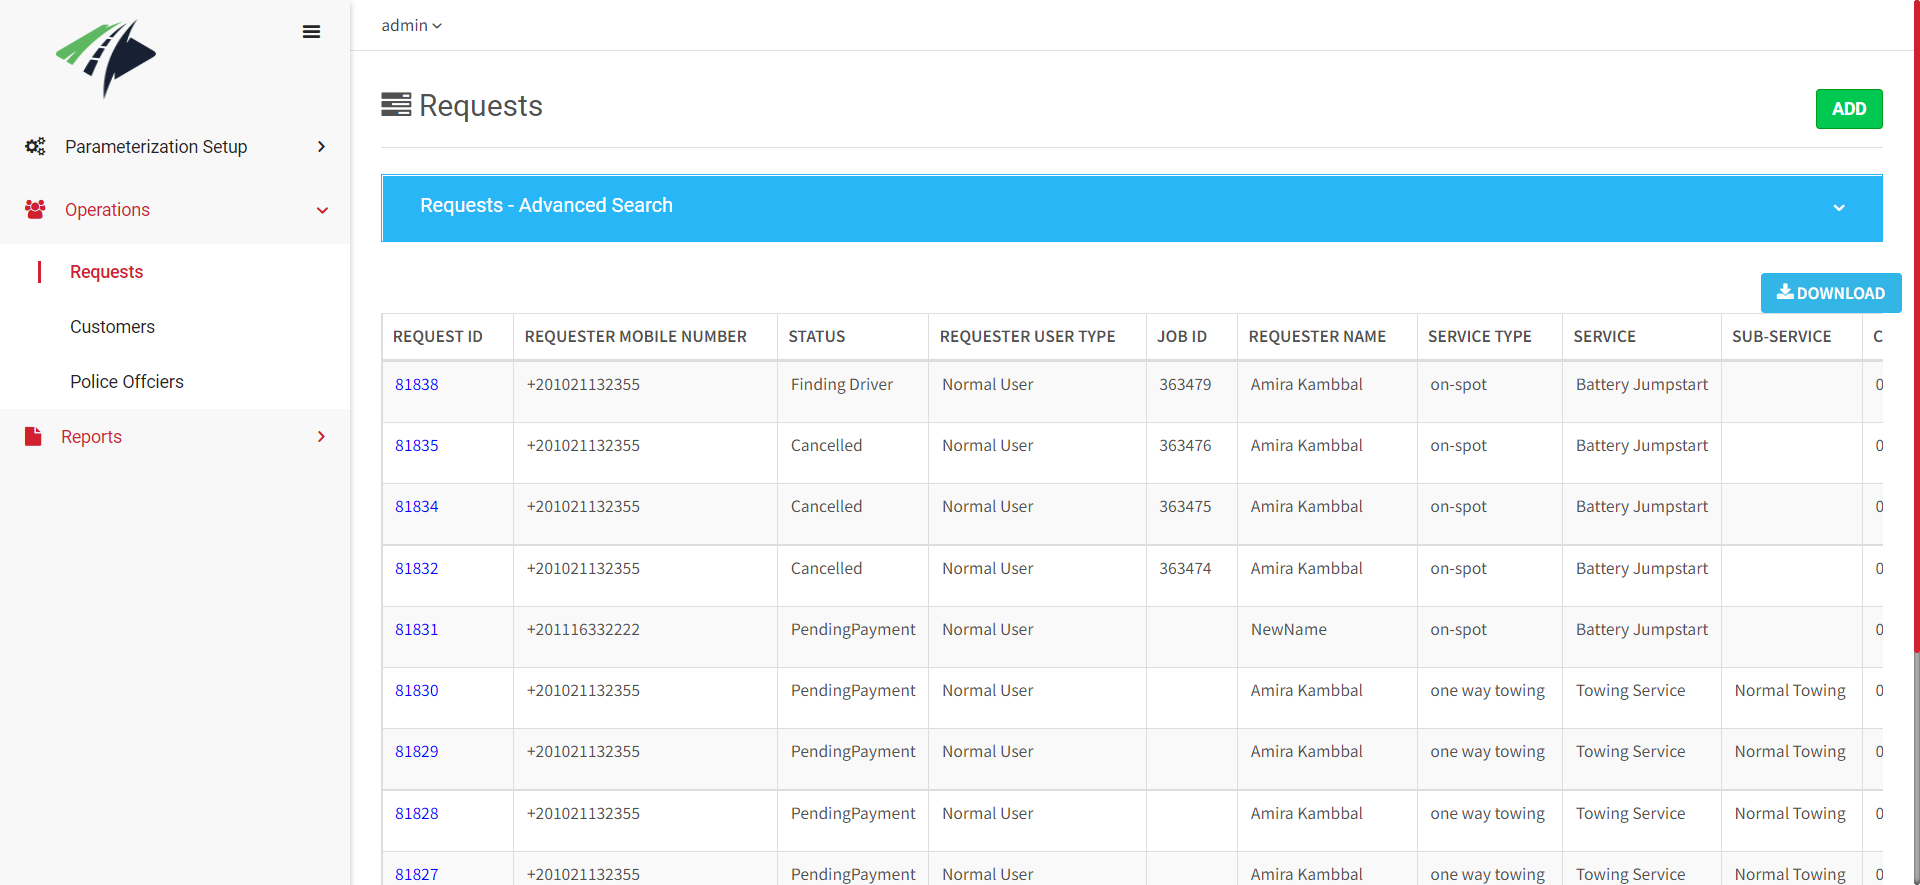 admin
Requests
ADD
Parameterization Setup
Operations
Requests
Customers
Police Offciers
Reports
Requests - Advanced Search
DOWNLOAD
REQUEST ID REQUESTER MOBILE NUMBER STATUS REQUESTER USER TYPE JOB ID REQUESTER NAME SERVICE TYPE SERVICE SUB-SERVICE C
81838 +201021132355 Finding Driver Normal User 363479 Amira Kambbal on-spot Battery Jumpstart 0
81835 +201021132355 Cancelled Normal User 363476 Amira Kambbal on-spot Battery Jumpstart 0
81834 +201021132355 Cancelled Normal User 363475 Amira Kambbal on-spot Battery Jumpstart 0
81832 +201021132355 Cancelled Normal User 363474 Amira Kambbal on-spot Battery Jumpstart 0
81831 +201116332222 PendingPayment Normal User NewName on-spot Battery Jumpstart 0
81830 +201021132355 PendingPayment Normal User Amira Kambbal one way towing Towing Service Normal Towing 0
81829 +201021132355 PendingPayment Normal User Amira Kambbal one way towing Towing Service Normal Towing 0
81828 +201021132355 PendingPayment Normal User Amira Kambbal one way towing Towing Service Normal Towing 0
81827 +201021132355 PendingPayment Normal User Amira Kambbal one way towing Towing Service Normal Towing 0